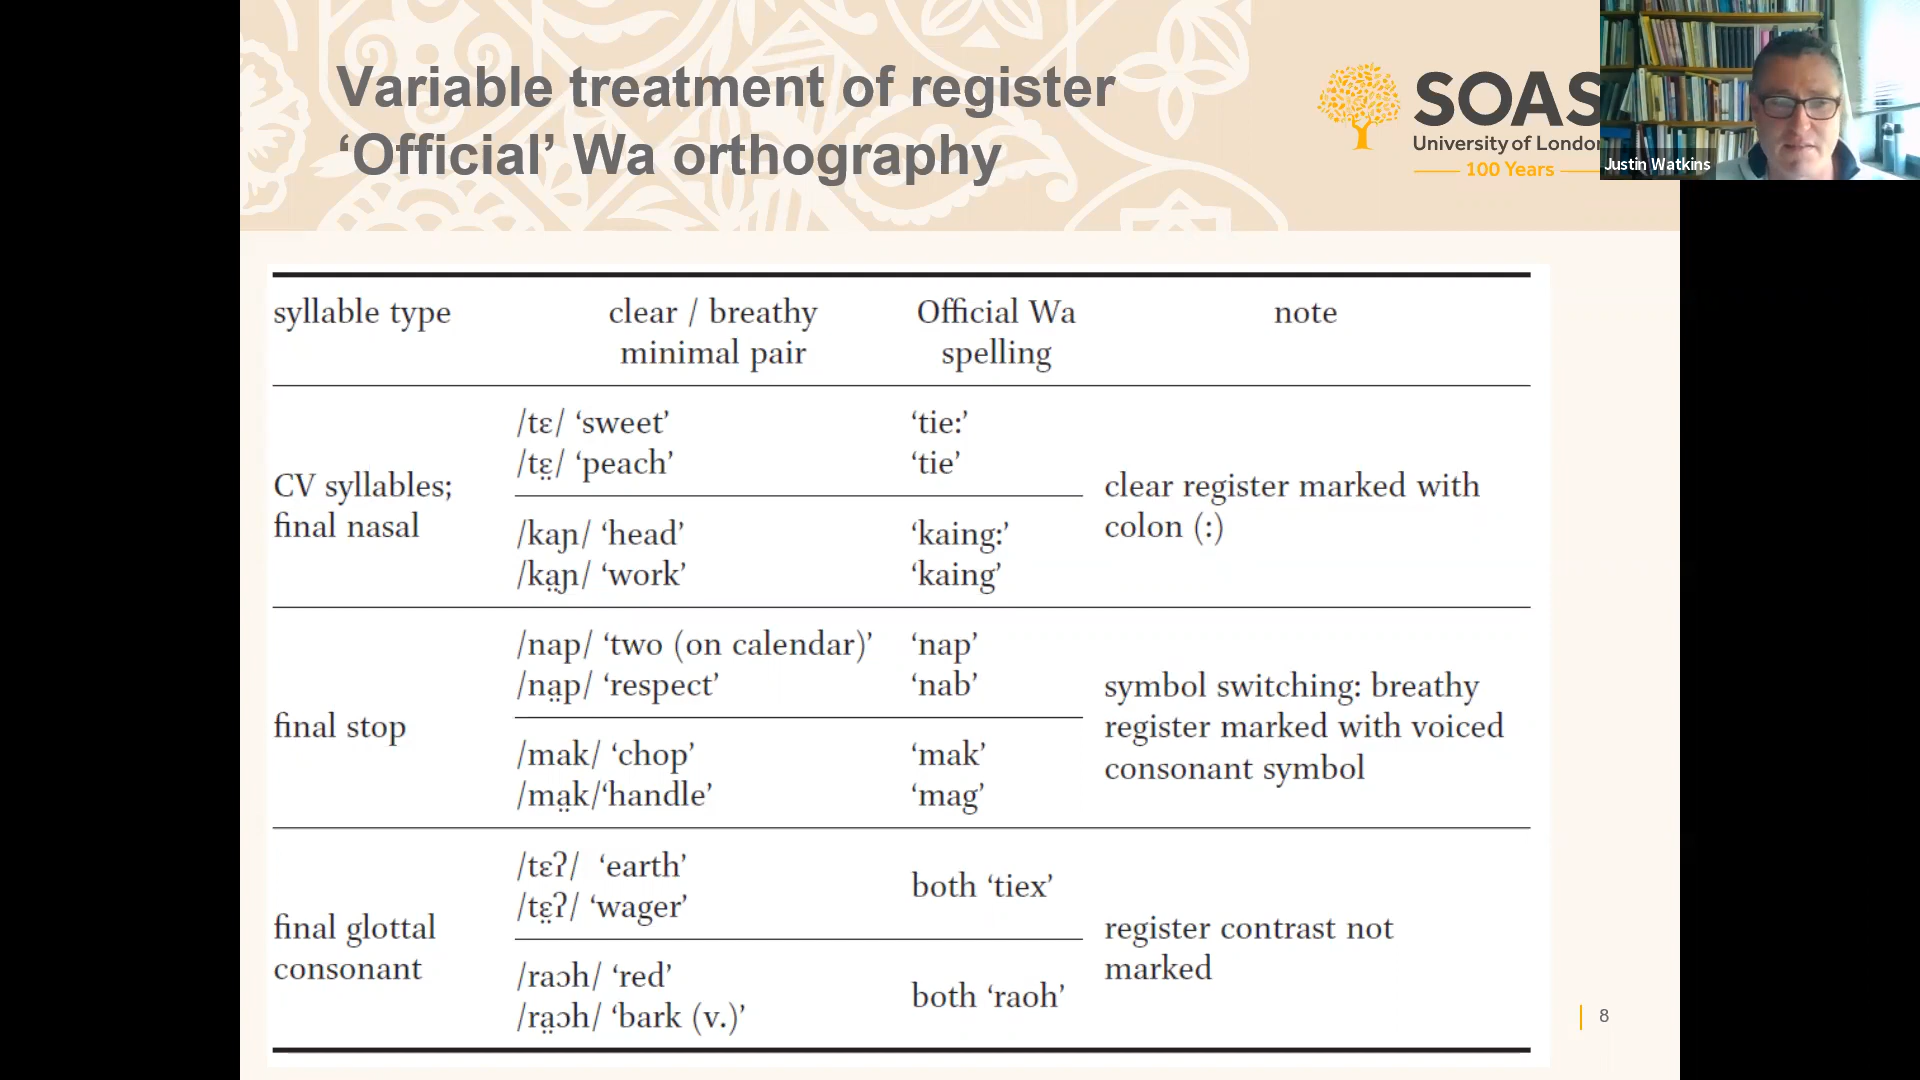 Variable treatment of register
‘Official’ Wa orthography
SOAS
University of London
100 Years
Justin Watkins
syllable type
clear / breathy
minimal pair
Official Wa
spelling
note
CV syllables;
final nasal
/tɛ/ ‘sweet’
/tɛ̤/ ‘peach’
‘tie:’
‘tie’
/kaɲ/ ‘head’
/ka̤ɲ/ ‘work’
‘kaing:’
‘kaing’
clear register marked with
colon (:)
final stop
/nap/ ‘two (on calendar)’
/na̤p/ ‘respect’
‘nap’
‘nab’
/mak/ ‘chop’
/ma̤k/‘handle’
‘mak’
‘mag’
symbol switching: breathy
register marked with voiced
consonant symbol
final glottal
consonant
/tɛʔ/ ‘earth’
/tɛ̤ʔ/ ‘wager’
both ‘tiex’
/raɔh/ ‘red’
/ra̤ɔh/ ‘bark (v.)’
both ‘raoh’
register contrast not
marked
8